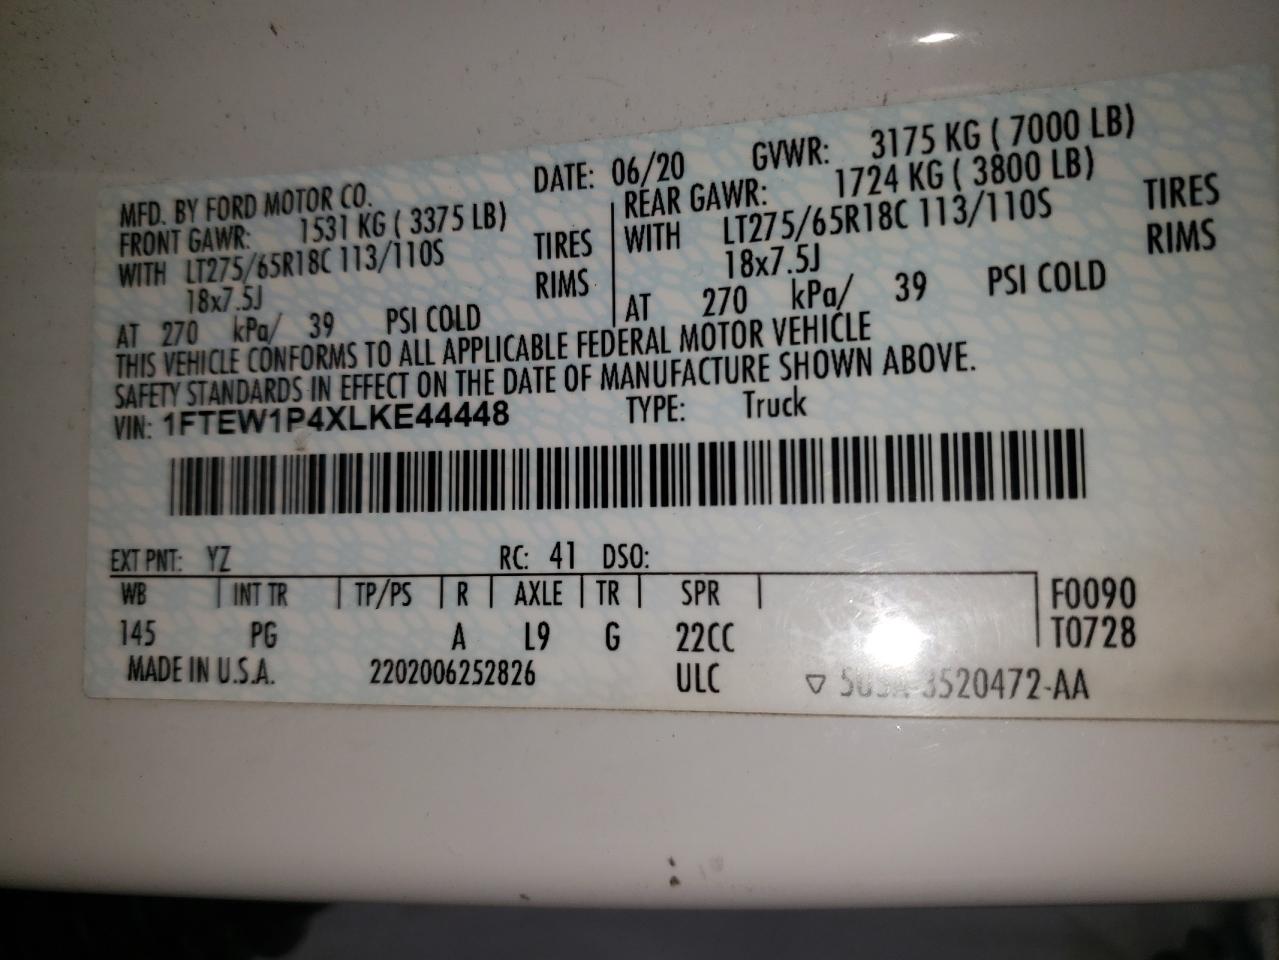 MFD. BY FORD MOTOR CO. DATE: 06/20 GVWR: 3175 KG ( 7000 LB)
FRONT GAWR: 1531 KG ( 3375 LB) REAR GAWR: 1724 KG ( 3800 LB)
WITH LT275/65R18C 113/110S TIRES WITH LT275/65R18C 113/110S TIRES
18x7.5J RIMS 18x7.5J RIMS
AT 270 kPa/ 39 PSI COLD AT 270 kPa/ 39 PSI COLD
THIS VEHICLE CONFORMS TO ALL APPLICABLE FEDERAL MOTOR VEHICLE
SAFETY STANDARDS IN EFFECT ON THE DATE OF MANUFACTURE SHOWN ABOVE.
VIN: 1FTEW1P4XLKE44448 TYPE: Truck
EXT PNT: YZ RC: 41 DSO:
WB INT TR TP/PS R AXLE TR SPR F0090
145 PG A L9 G 22CC T0728
MADE IN U.S.A. 2202006252826 ULC